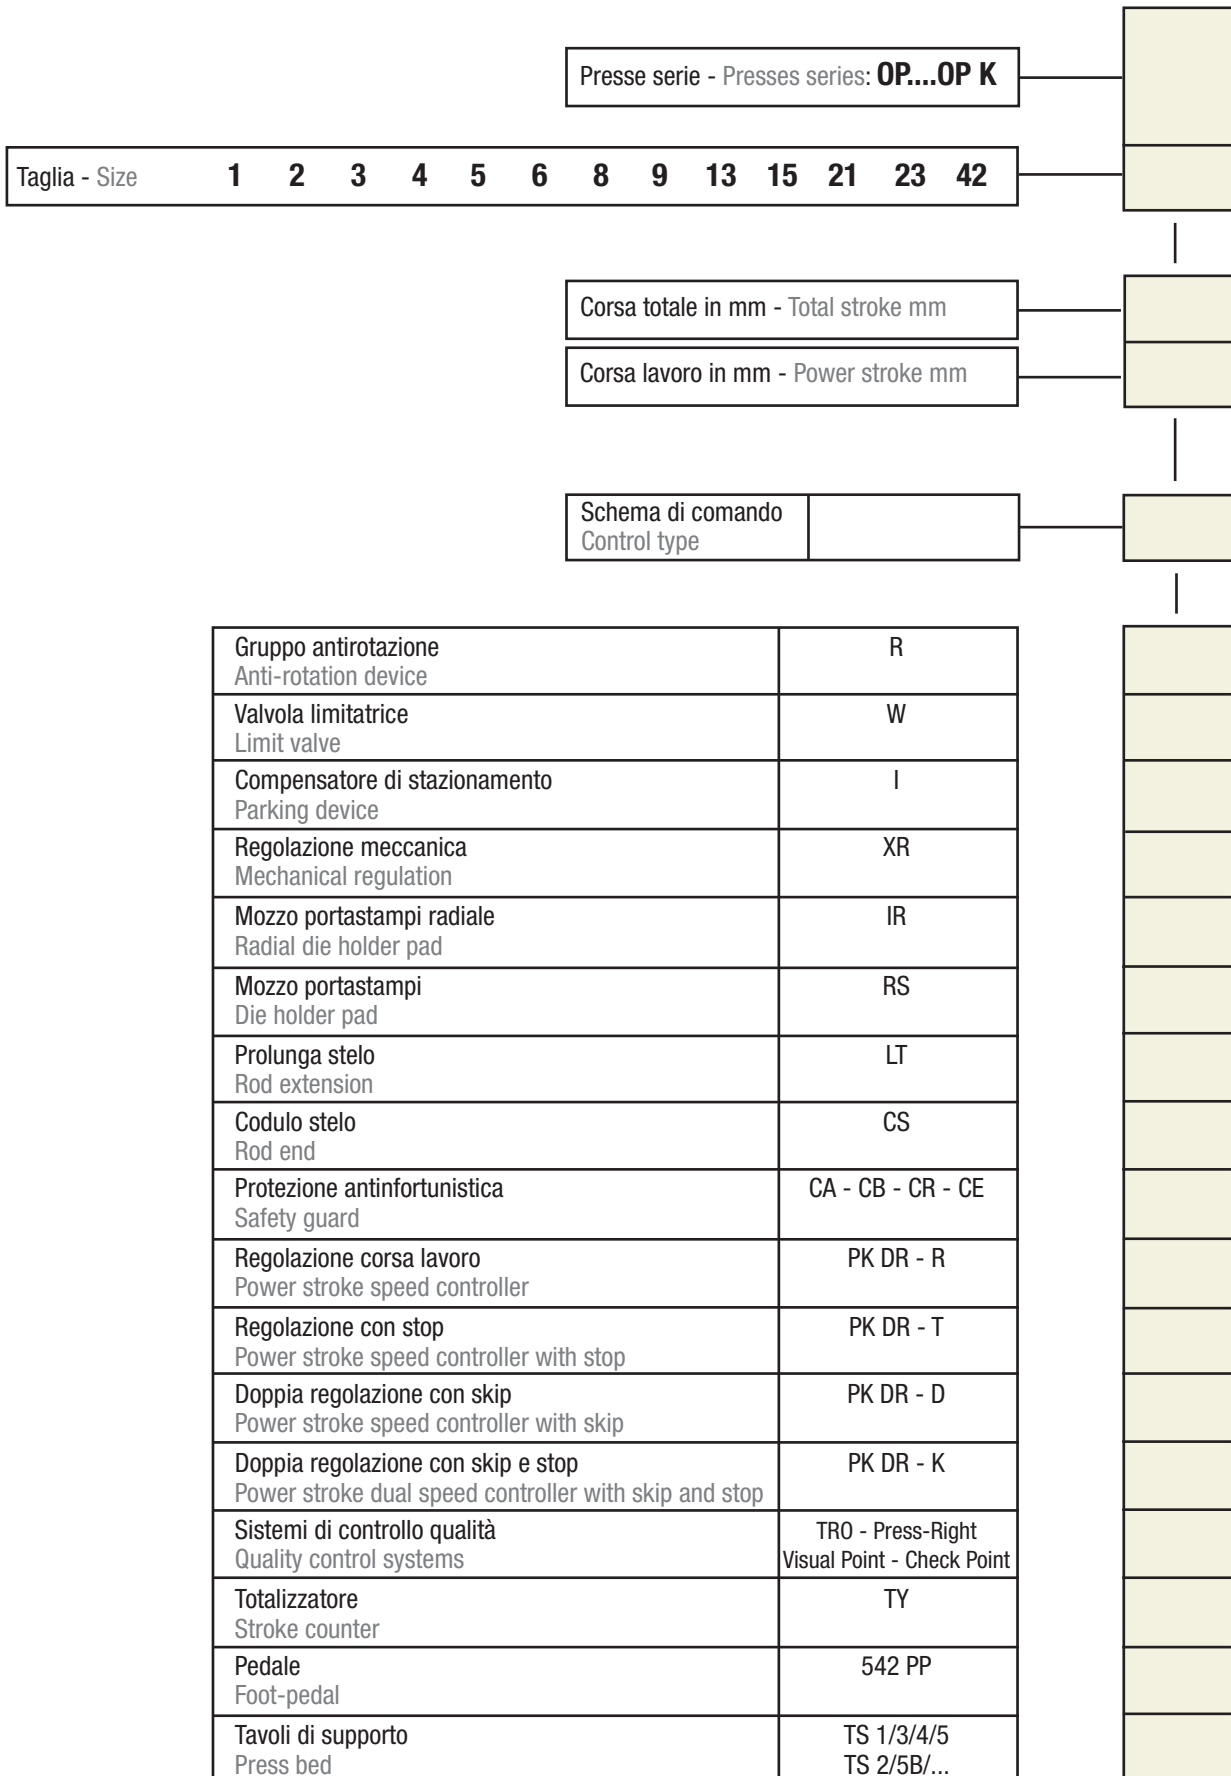 Presse serie - Presses series: OP....OP K
Taglia - Size 1 2 3 4 5 6 8 9 13 15 21 23 42
Corsa totale in mm - Total stroke mm
Corsa lavoro in mm - Power stroke mm
Schema di comando
Control type
Gruppo antirotazione R
Anti-rotation device
Valvola limitatrice W
Limit valve
Compensatore di stazionamento I
Parking device
Regolazione meccanica XR
Mechanical regulation
Mozzo portastampi radiale IR
Radial die holder pad
Mozzo portastampi RS
Die holder pad
Prolunga stelo LT
Rod extension
Codulo stelo CS
Rod end
Protezione antinfortunistica CA - CB - CR - CE
Safety guard
Regolazione corsa lavoro PK DR - R
Power stroke speed controller
Regolazione con stop PK DR - T
Power stroke speed controller with stop
Doppia regolazione con skip PK DR - D
Power stroke speed controller with skip
Doppia regolazione con skip e stop PK DR - K
Power stroke dual speed controller with skip and stop
Sistemi di controllo qualità TRO - Press-Right
Quality control systems Visual Point - Check Point
Totalizzatore TY
Stroke counter
Pedale 542 PP
Foot-pedal
Tavoli di supporto TS 1/3/4/5
Press bed TS 2/5B/...